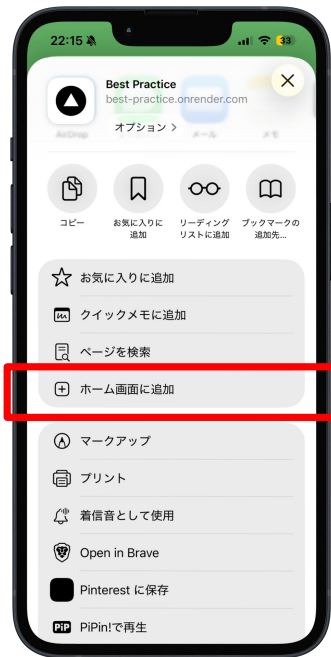 22:15
33
Best Practice
best-practice.onrender.com
オプション
AirDrop
メール
メモ
コピー
お気に入りに
追加
リーディング
リストに追加
ブックマークの
追加先...
お気に入りに追加
クイックメモに追加
ページを検索
ホーム画面に追加
マークアップ
プリント
着信音として使用
Open in Brave
Pinterest に保存
PiP
PiPin!で再生